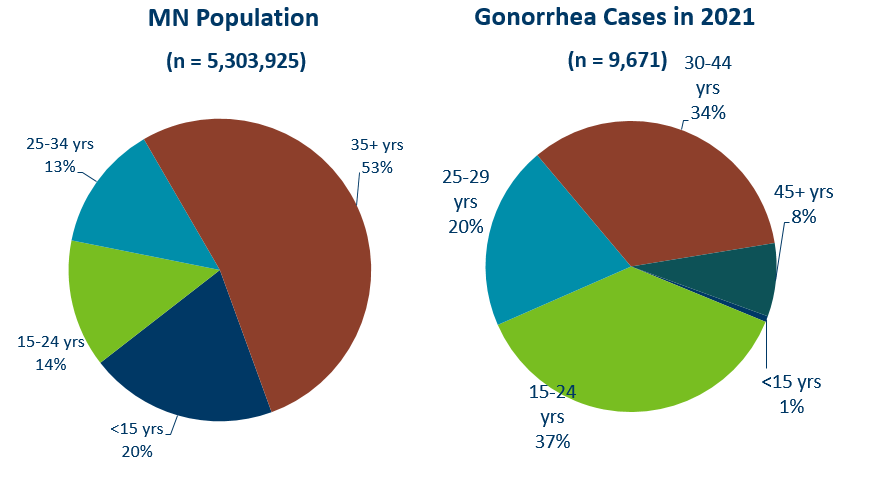 MN Population
(n = 5,303,925)
25-34 yrs
13%
35+ yrs
53%
15-24 yrs
14%
<15 yrs
20%
Gonorrhea Cases in 2021
(n = 9,671)
30-44
yrs
34%
25-29
yrs
20%
45+ yrs
8%
15-24
yrs
37%
<15 yrs
1%